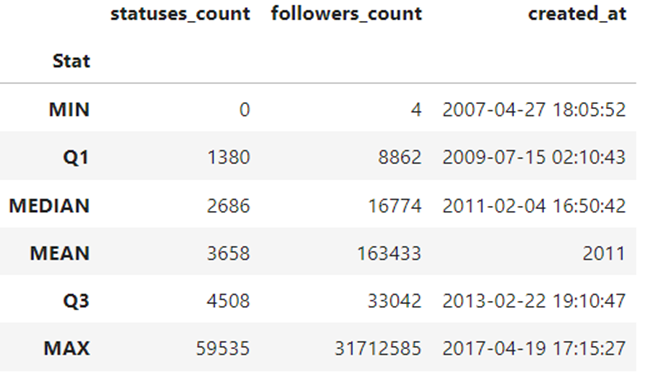 statuses_count followers_count created_at
Stat
MIN 0 4 2007-04-27 18:05:52
Q1 1380 8862 2009-07-15 02:10:43
MEDIAN 2686 16774 2011-02-04 16:50:42
MEAN 3658 163433 2011
Q3 4508 33042 2013-02-22 19:10:47
MAX 59535 31712585 2017-04-19 17:15:27